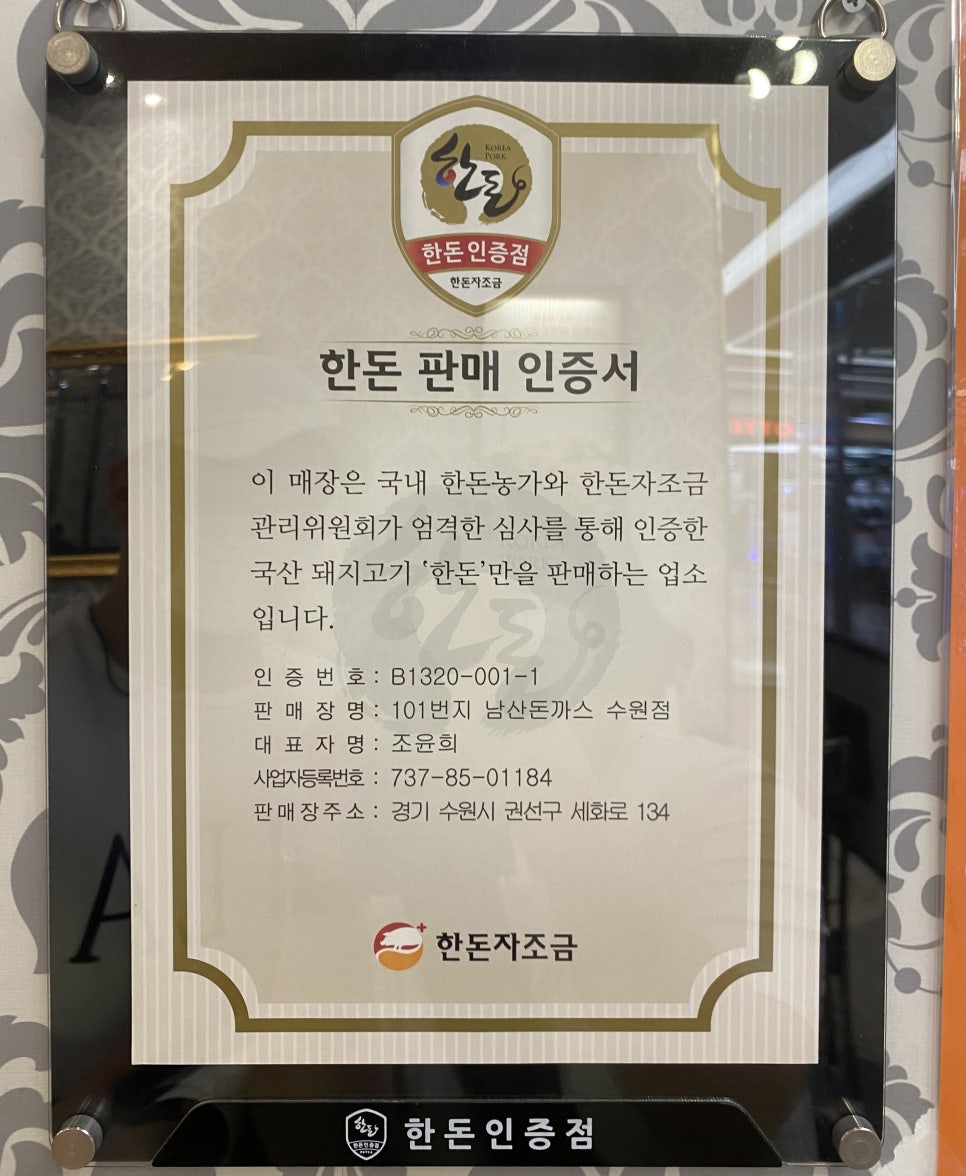 한돈
KOREA
PORK
한돈인증점
한돈자조금
한돈 판매 인증서
이 매장은 국내 한돈농가와 한돈자조금
관리위원회가 엄격한 심사를 통해 인증한
국산 돼지고기 '한돈'만을 판매하는 업소
입니다.
인증번호 : B1320-001-1
판매장명 : 101번지 남산돈까스 수원점
대표자명 : 조윤희
사업자등록번호 : 737-85-01184
판매장주소 : 경기 수원시 권선구 세화로 134
한돈자조금
한돈
한돈인증점
한돈인증점